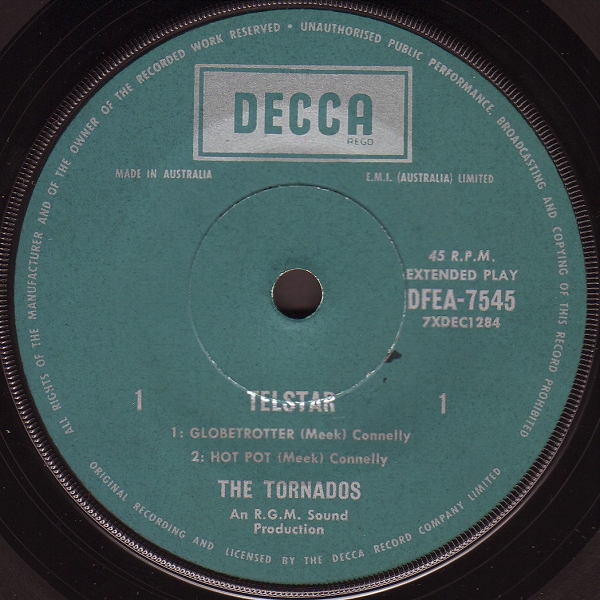 ALL RIGHTS OF THE MANUFACTURER AND OF THE OWNER OF THE RECORDED WORK RESERVED • UNAUTHORISED PUBLIC PERFORMANCE, BROADCASTING AND COPYING OF THIS RECORD PROHIBITED
DECCA
REGD
MADE IN AUSTRALIA
E.M.I. (AUSTRALIA) LIMITED
45 R.P.M.
EXTENDED PLAY
DFEA-7545
7XDEC1284
1 TELSTAR 1
1: GLOBETROTTER (Meek) Connelly
2: HOT POT (Meek) Connelly
THE TORNADOS
An R.G.M. Sound
Production
ORIGINAL RECORDING AND LICENSED BY THE DECCA RECORD COMPANY LIMITED